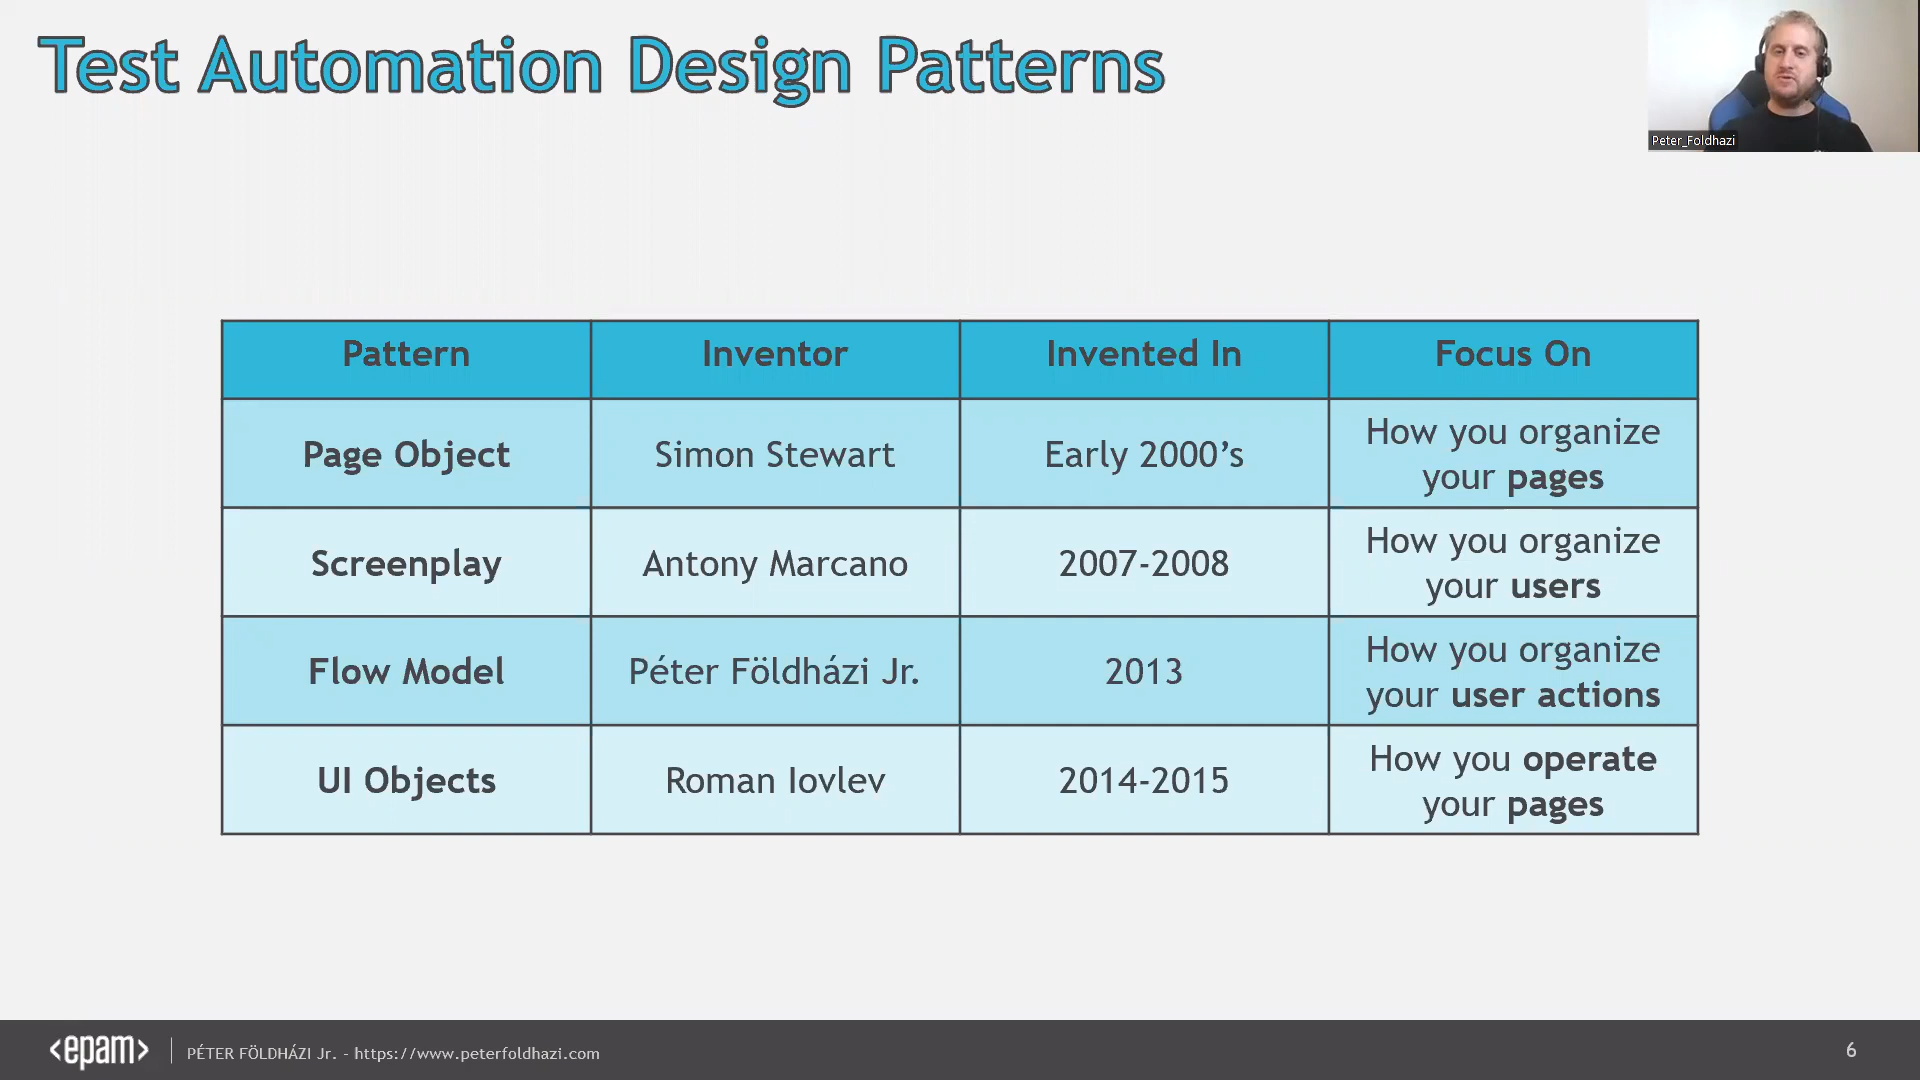 Test Automation Design Patterns
Peter_Foldhazi
Pattern Inventor Invented In Focus On
Page Object Simon Stewart Early 2000’s How you organize
your pages
Screenplay Antony Marcano 2007-2008 How you organize
your users
Flow Model Péter Földházi Jr. 2013 How you organize
your user actions
UI Objects Roman Iovlev 2014-2015 How you operate
your pages
<epam> PÉTER FÖLDHÁZI Jr. - https://www.peterfoldhazi.com 6